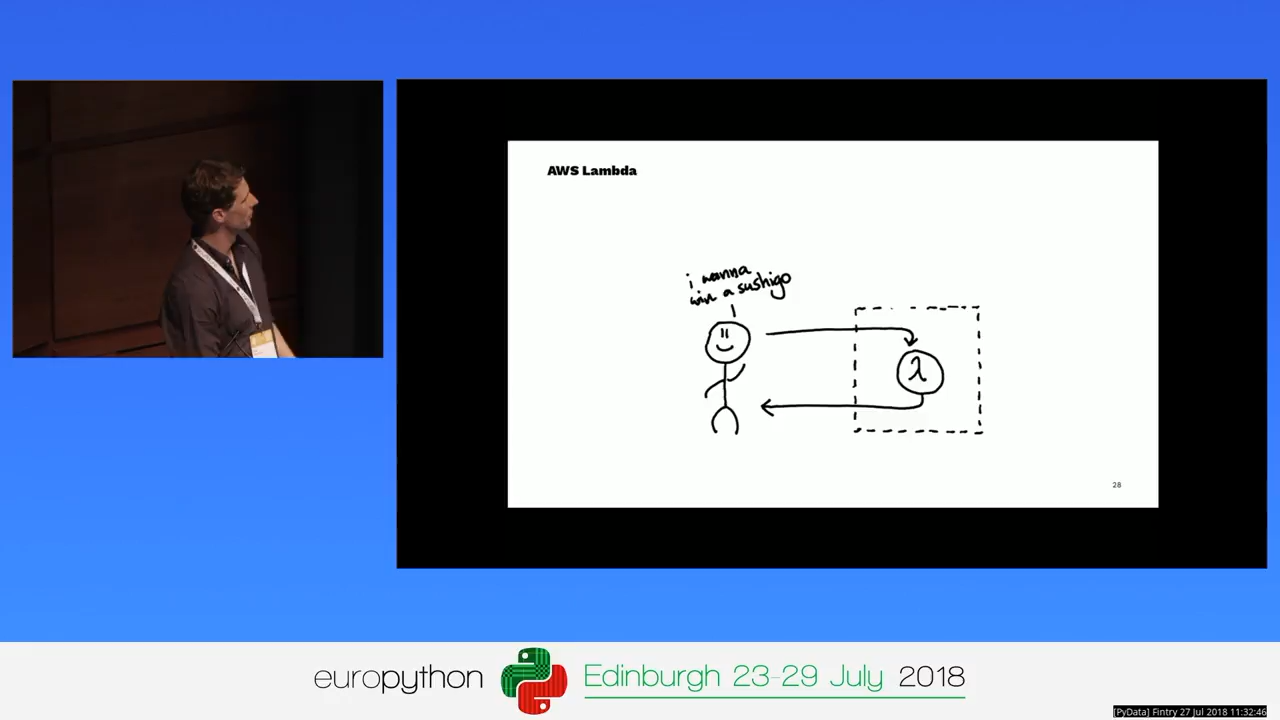 AWS Lambda
i wanna
win a sushigo
λ
28
europython
Edinburgh 23-29 July 2018
[PyData] Fintry 27 Jul 2018 11:32:46